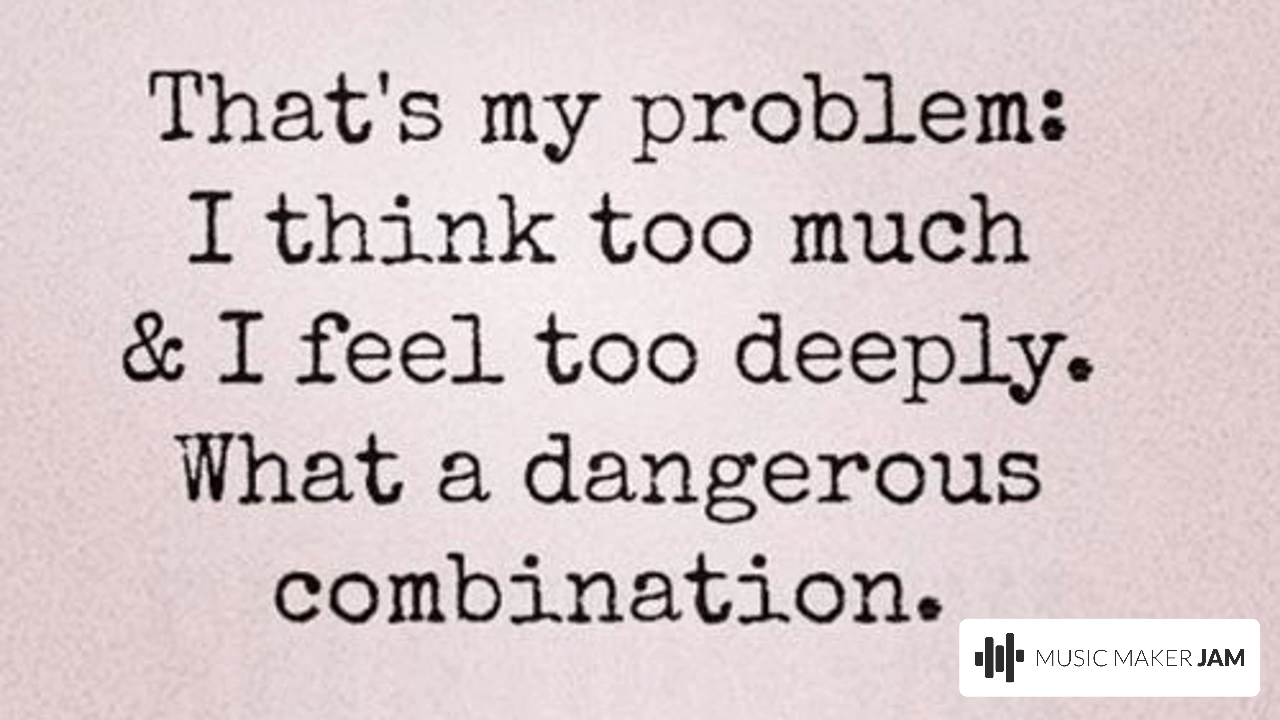 That's my problem:
I think too much
& I feel too deeply.
What a dangerous
combination.
MUSIC MAKER JAM